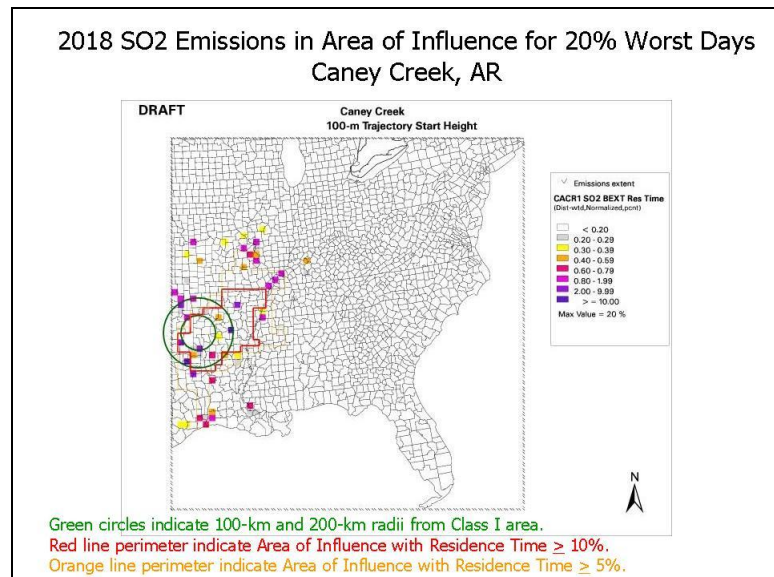 2018 SO2 Emissions in Area of Influence for 20% Worst Days
Caney Creek, AR
DRAFT
Caney Creek
100-m Trajectory Start Height
Emissions extent
CACR1 SO2 BEXT Res Time
(Dist-wtd,Normalized,pcnt)
< 0.20
0.20 - 0.29
0.30 - 0.39
0.40 - 0.59
0.60 - 0.79
0.80 - 1.99
2.00 - 9.99
> = 10.00
Max Value = 20 %
N
Green circles indicate 100-km and 200-km radii from Class I area.
Red line perimeter indicate Area of Influence with Residence Time ≥ 10%.
Orange line perimeter indicate Area of Influence with Residence Time ≥ 5%.